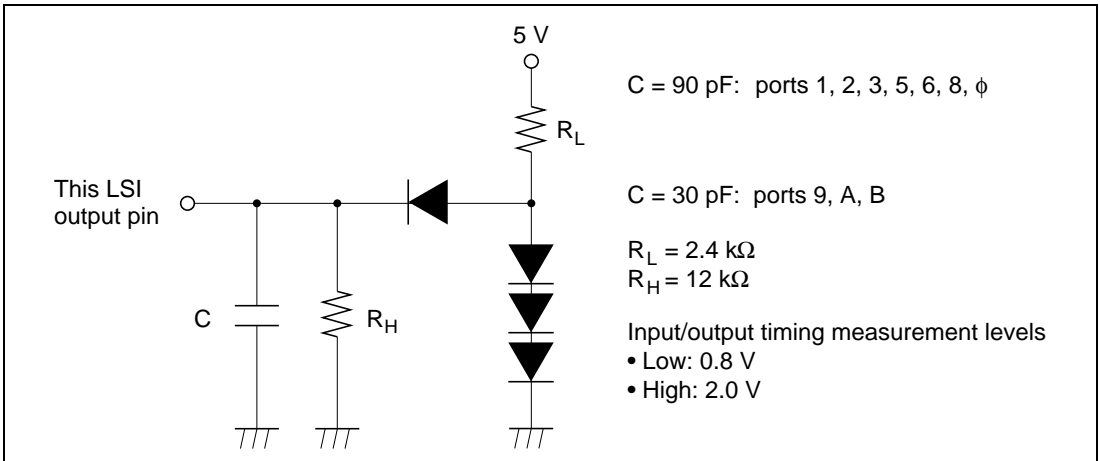 5 V
R_L
This LSI
output pin
C
R_H
C = 90 pF: ports 1, 2, 3, 5, 6, 8, ϕ
C = 30 pF: ports 9, A, B
R_L = 2.4 kΩ
R_H = 12 kΩ
Input/output timing measurement levels
• Low: 0.8 V
• High: 2.0 V